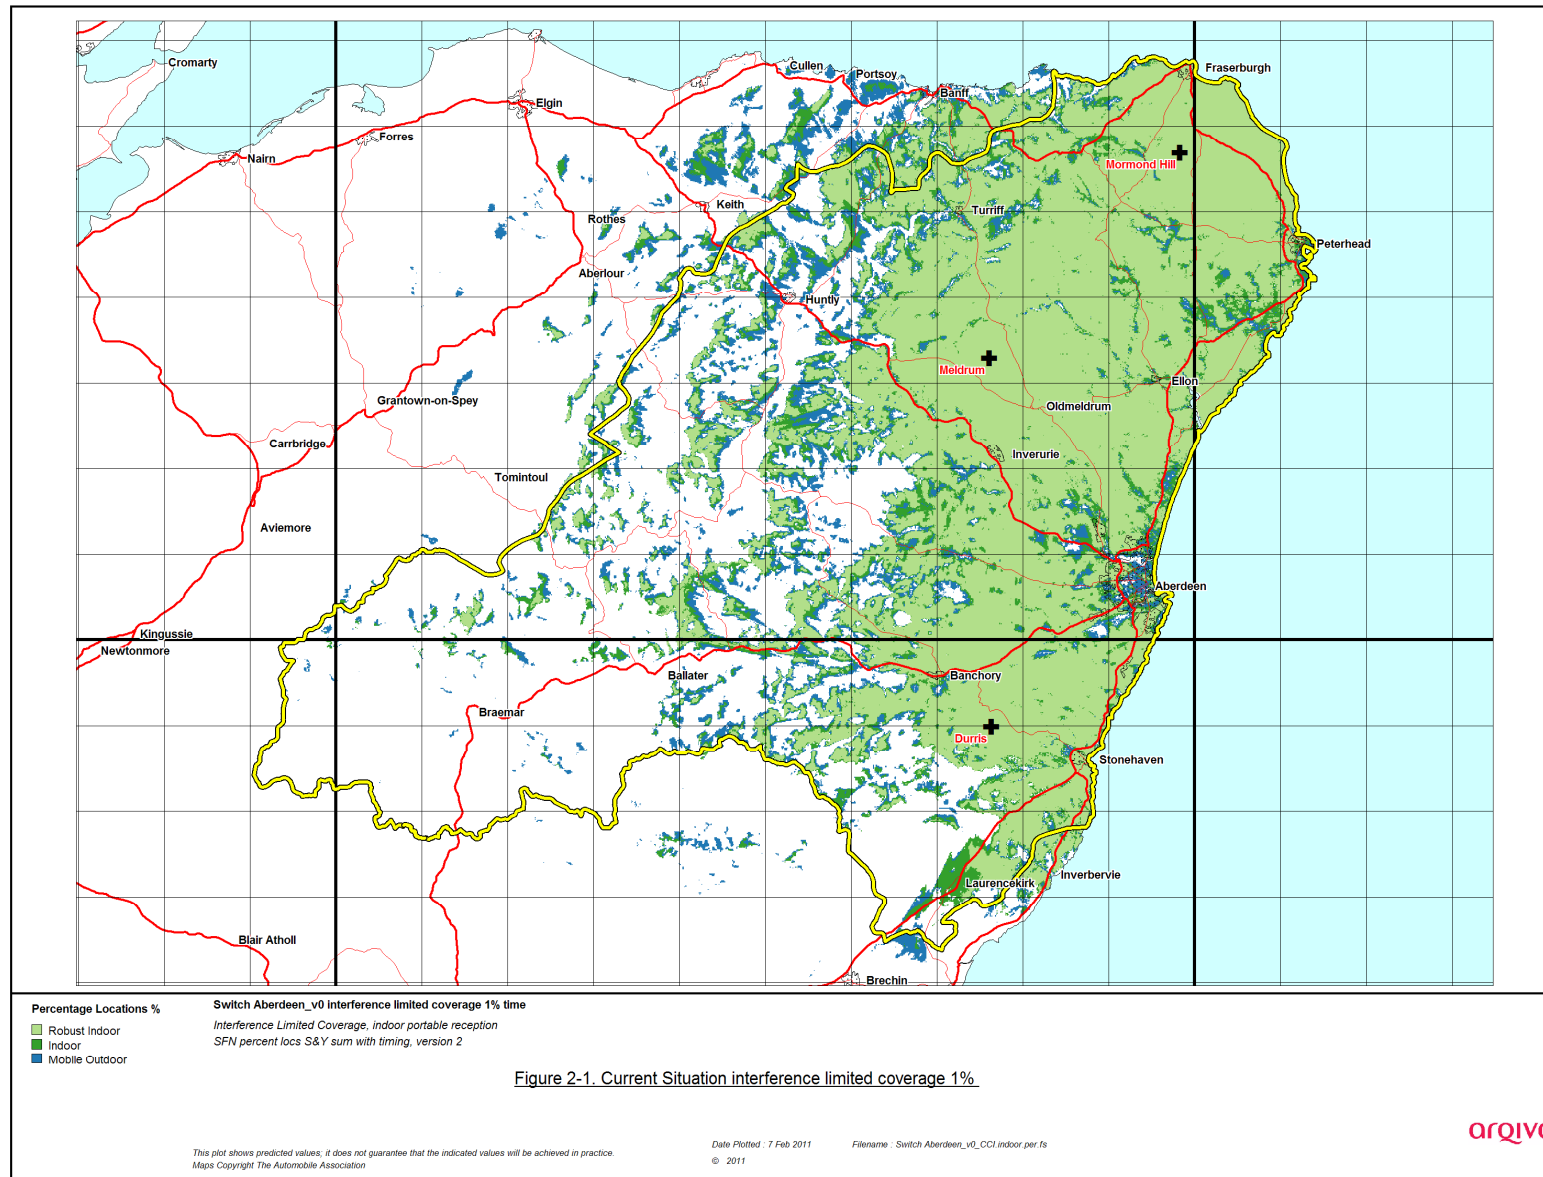 Cromarty
Cullen
Portsoy
Fraserburgh
Banff
Elgin
Forres
Nairn
Mormond Hill
Keith
Rothes
Turriff
Peterhead
Aberlour
Huntly
Meldrum
Ellon
Grantown-on-Spey
Oldmeldrum
Carrbridge
Inverurie
Tomintoul
Aviemore
Aberdeen
Kingussie
Newtonmore
Ballater
Banchory
Braemar
Durris
Stonehaven
Inverbervie
Laurencekirk
Blair Atholl
Brechin
Percentage Locations %
Robust Indoor
Indoor
Mobile Outdoor
Switch Aberdeen_v0 interference limited coverage 1% time
Interference Limited Coverage, indoor portable reception
SFN percent locs S&Y sum with timing, version 2
Figure 2-1. Current Situation interference limited coverage 1%
arqiva
This plot shows predicted values; it does not guarantee that the indicated values will be achieved in practice.
Maps Copyright The Automobile Association
Date Plotted : 7 Feb 2011 Filename : Switch Aberdeen_v0_CCI.indoor.per.fs
© 2011